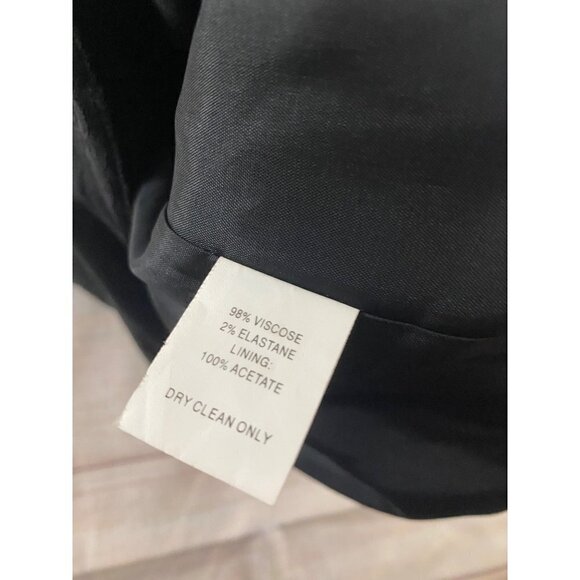 98% VISCOSE
2% ELASTANE
LINING:
100% ACETATE
DRY CLEAN ONLY